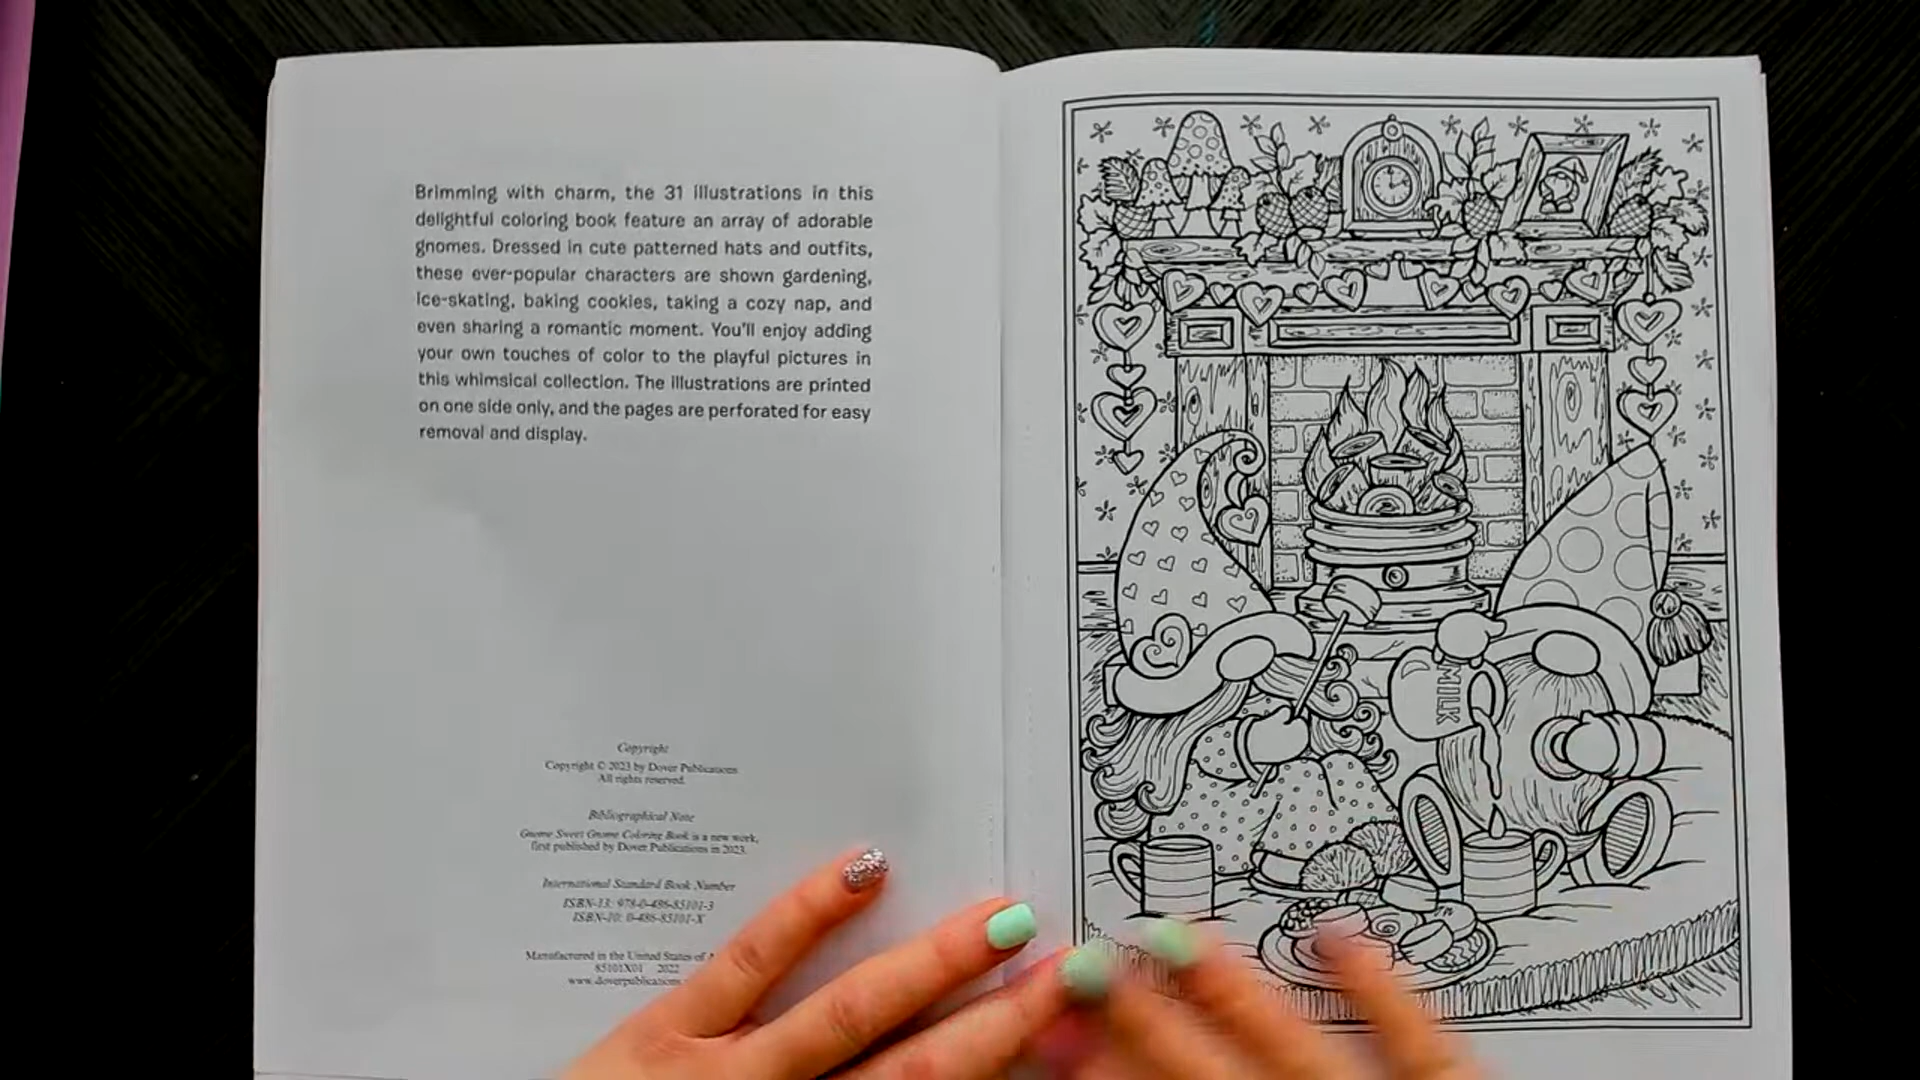 Brimming with charm, the 31 illustrations in this
delightful coloring book feature an array of adorable
gnomes. Dressed in cute patterned hats and outfits,
these ever-popular characters are shown gardening,
ice-skating, baking cookies, taking a cozy nap, and
even sharing a romantic moment. You'll enjoy adding
your own touches of color to the playful pictures in
this whimsical collection. The illustrations are printed
on one side only, and the pages are perforated for easy
removal and display.
Copyright
Copyright © 2023 by Dover Publications
All rights reserved.
Bibliographical Note
Gnome Sweet Gnome Coloring Book is a new work,
first published by Dover Publications in 2023.
International Standard Book Number
ISBN-13: 978-0-486-85101-3
ISBN-10: 0-486-85101-X
Manufactured in the United States of
85101X01 2022
www.doverpublications.
MILK